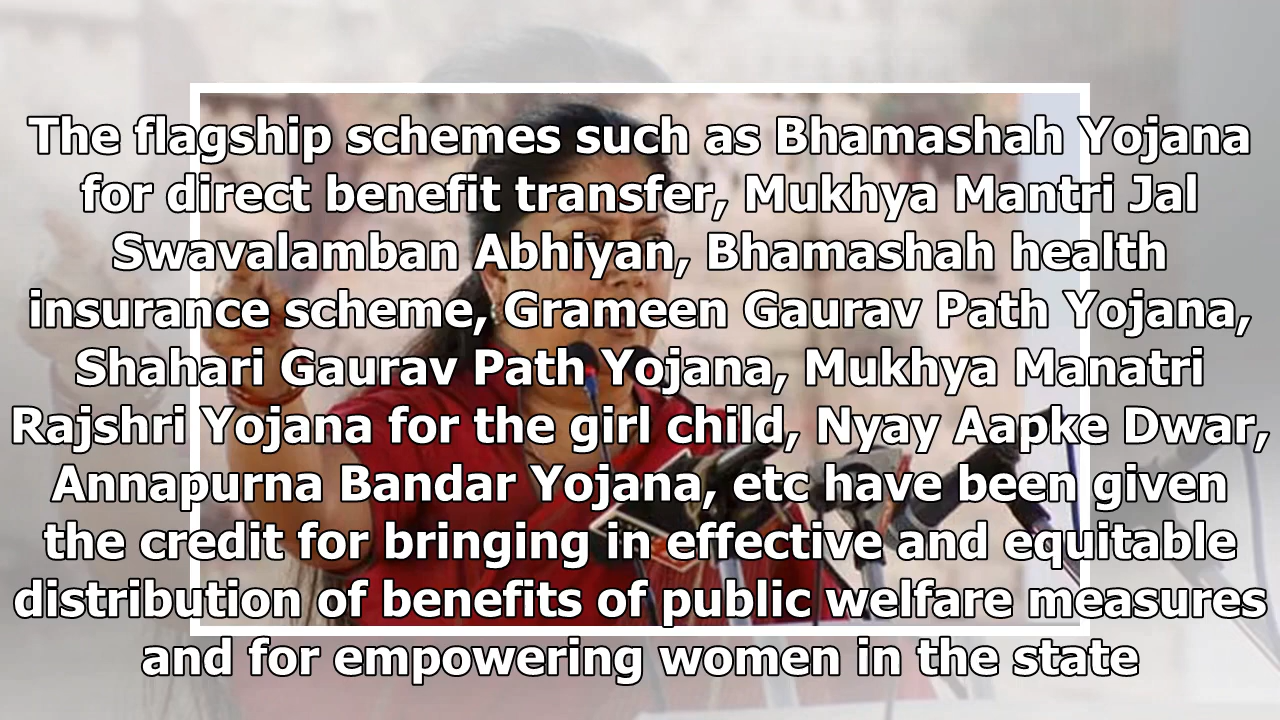 The flagship schemes such as Bhamashah Yojana
for direct benefit transfer, Mukhya Mantri Jal
Swavalamban Abhiyan, Bhamashah health
insurance scheme, Grameen Gaurav Path Yojana,
Shahari Gaurav Path Yojana, Mukhya Manatri
Rajshri Yojana for the girl child, Nyay Aapke Dwar,
Annapurna Bandar Yojana, etc have been given
the credit for bringing in effective and equitable
distribution of benefits of public welfare measures
and for empowering women in the state